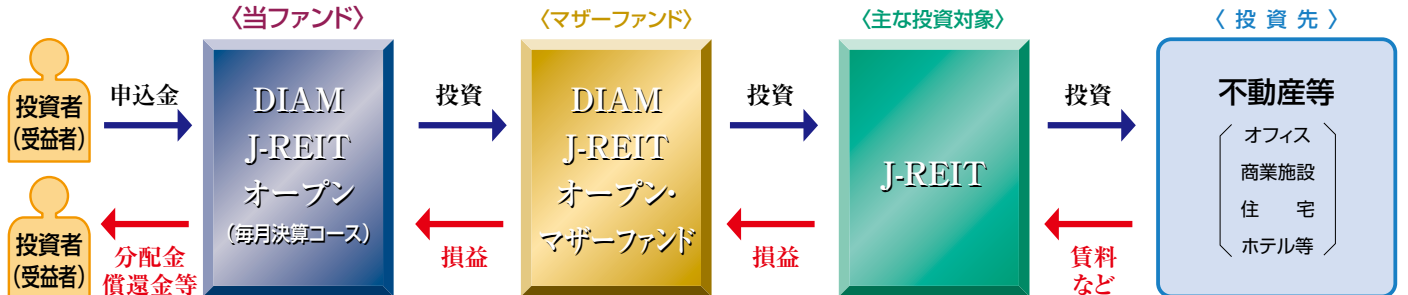 〈当ファンド〉
〈マザーファンド〉
〈主な投資対象〉
〈投資先〉
投資者
(受益者)
申込金
DIAM
J-REIT
オープン
(毎月決算コース)
投資
DIAM
J-REIT
オープン・
マザーファンド
投資
J-REIT
投資
不動産等
オフィス
商業施設
住　宅
ホテル等
投資者
(受益者)
分配金
償還金等
損益
損益
賃料
など